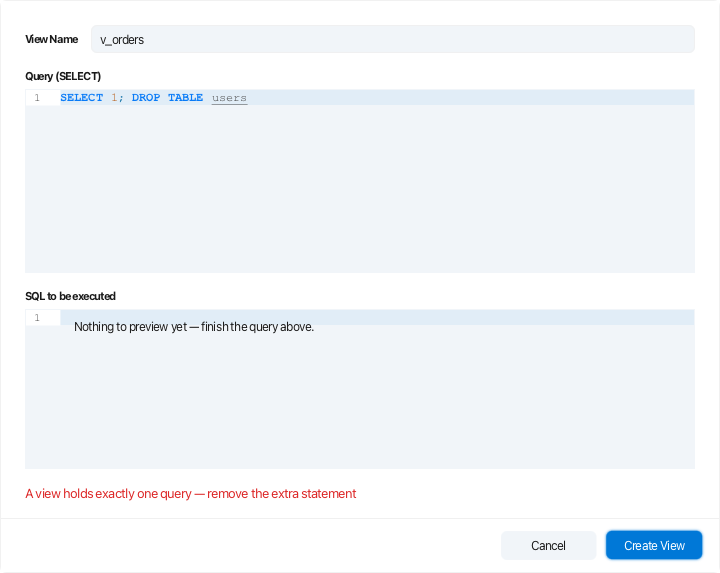 View Name
v_orders
Query (SELECT)
1
SELECT 1; DROP TABLE users
SQL to be executed
1
Nothing to preview yet — finish the query above.
A view holds exactly one query — remove the extra statement
Cancel
Create View